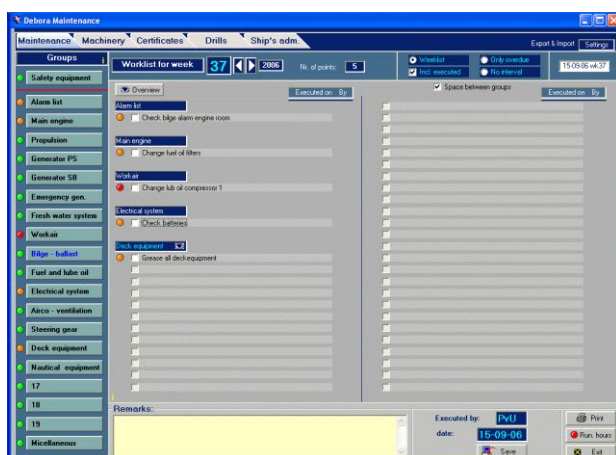 Debora Maintenance
Maintenance Machinery Certificates Drills Ship's adm.
Export & Import Settings
Groups i
Worklist for week 37 2006 Nr. of points: 5
Weeklist
Only overdue
Incl. executed
No interval
15-09-06 wk37
Safety equipment
Alarm list
Main engine
Propulsion
Generator PS
Generator SB
Emergency gen.
Fresh water system
Workair
Bilge - ballast
Fuel and lube oil
Electrical system
Airco - ventilation
Steering gear
Deck equipment
Nautical equipment
17
18
19
Micellaneous
Overview
Executed on By
Space between groups
Executed on By
Alarm list
Check bilge alarm engine room
Main engine
Change fuel oil filters
Workair
Change lub oil compressor 1
Electrical system
Check batteries
Deck equipment
Grease all deckequipment
Remarks:
Executed by: PvU
date: 15-09-06
Save
Print
Run. hours
Exit